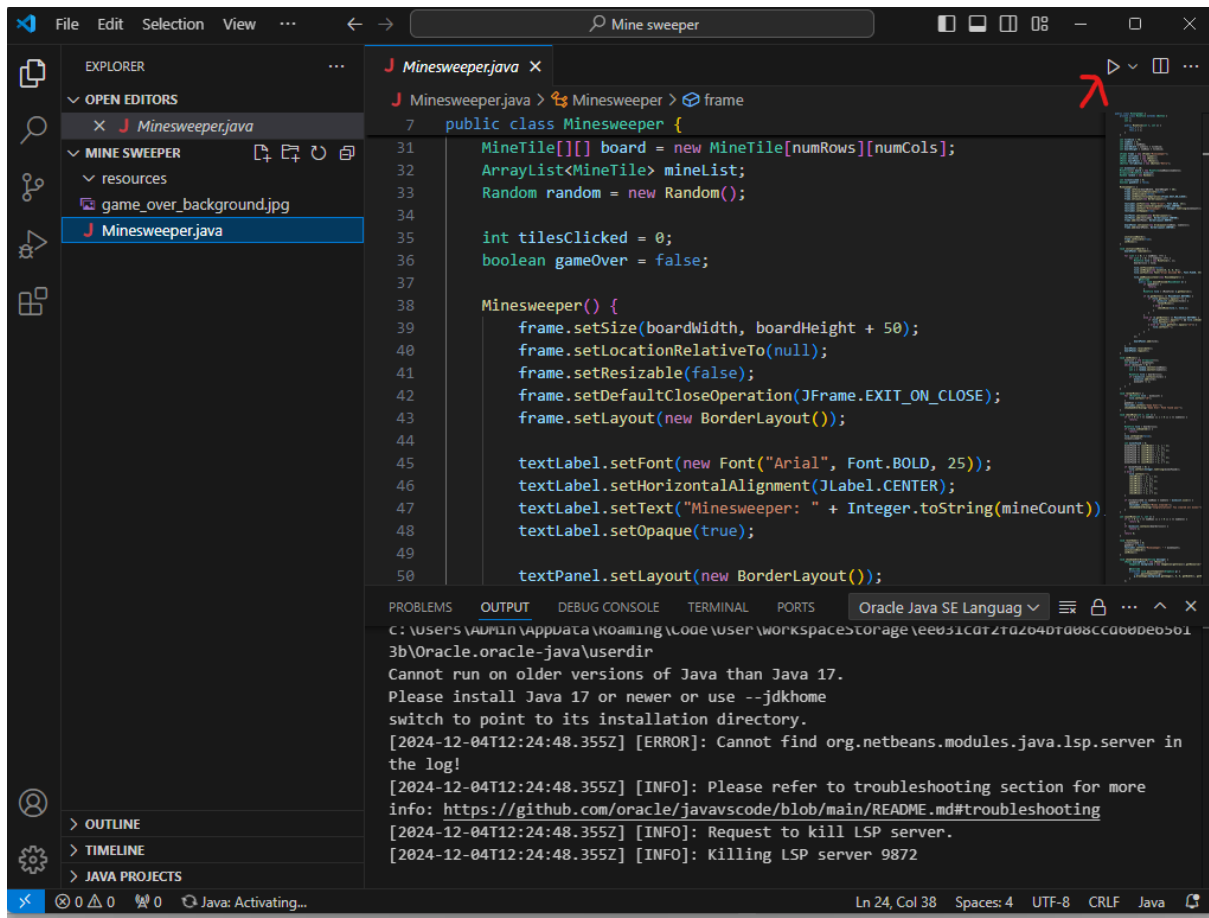 File Edit Selection View ··· Mine sweeper
EXPLORER ···
OPEN EDITORS
J Minesweeper.java
MINE SWEEPER
resources
game_over_background.jpg
J Minesweeper.java
OUTLINE
TIMELINE
JAVA PROJECTS
J Minesweeper.java
J Minesweeper.java > Minesweeper > frame
7 public class Minesweeper {
31 MineTile[][] board = new MineTile[numRows][numCols];
32 ArrayList<MineTile> mineList;
33 Random random = new Random();
34
35 int tilesClicked = 0;
36 boolean gameOver = false;
37
38 Minesweeper() {
39 frame.setSize(boardWidth, boardHeight + 50);
40 frame.setLocationRelativeTo(null);
41 frame.setResizable(false);
42 frame.setDefaultCloseOperation(JFrame.EXIT_ON_CLOSE);
43 frame.setLayout(new BorderLayout());
44
45 textLabel.setFont(new Font("Arial", Font.BOLD, 25));
46 textLabel.setHorizontalAlignment(JLabel.CENTER);
47 textLabel.setText("Minesweeper: " + Integer.toString(mineCount))
48 textLabel.setOpaque(true);
49
50 textPanel.setLayout(new BorderLayout());
PROBLEMS OUTPUT DEBUG CONSOLE TERMINAL PORTS Oracle Java SE Languag
C:\Users\ADMin\AppData\Roaming\Code\User\workspaceStorage\ee031cdf2fd264bfd08ccd60be6561
3b\Oracle.oracle-java\userdir
Cannot run on older versions of Java than Java 17.
Please install Java 17 or newer or use --jdkhome
switch to point to its installation directory.
[2024-12-04T12:24:48.355Z] [ERROR]: Cannot find org.netbeans.modules.java.lsp.server in
the log!
[2024-12-04T12:24:48.355Z] [INFO]: Please refer to troubleshooting section for more
info: https://github.com/oracle/javavscode/blob/main/README.md#troubleshooting
[2024-12-04T12:24:48.355Z] [INFO]: Request to kill LSP server.
[2024-12-04T12:24:48.355Z] [INFO]: Killing LSP server 9872
0 0 0 Java: Activating... Ln 24, Col 38 Spaces: 4 UTF-8 CRLF Java